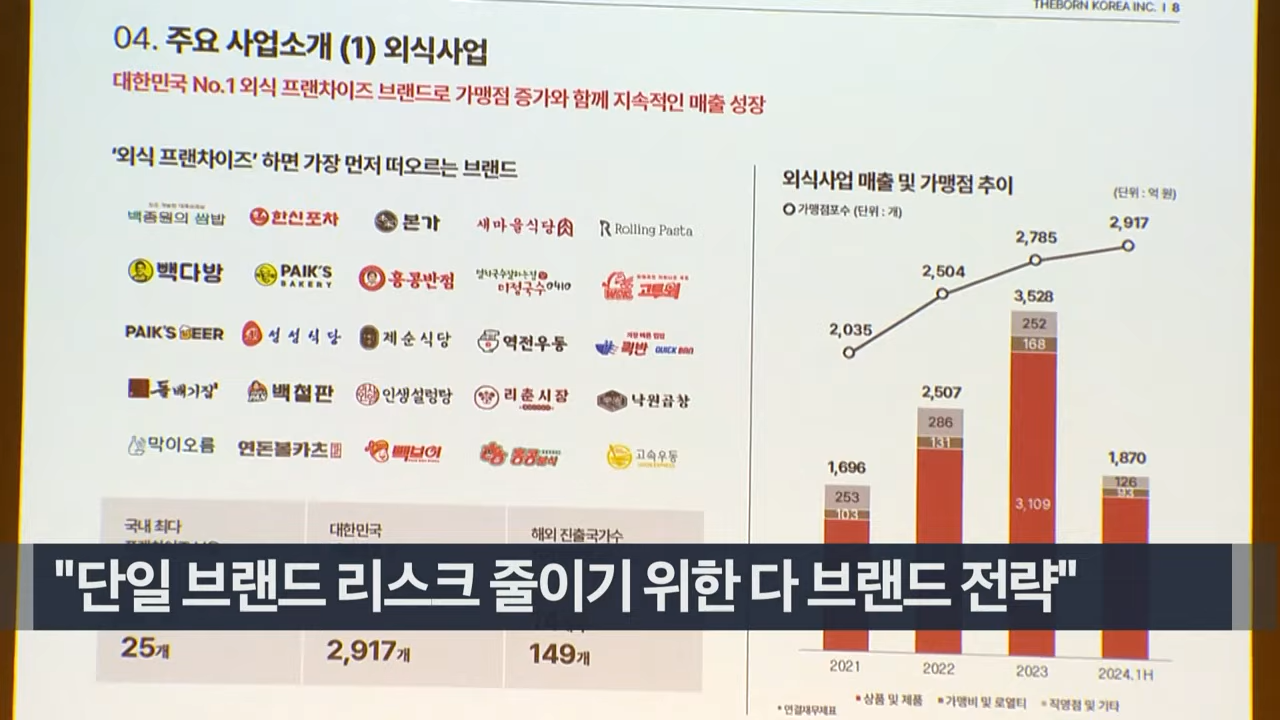 THEBORN KOREA INC. | 8
04. 주요 사업소개 (1) 외식사업
대한민국 No.1 외식 프랜차이즈 브랜드로 가맹점 증가와 함께 지속적인 매출 성장
'외식 프랜차이즈' 하면 가장 먼저 떠오르는 브랜드
백종원의 쌈밥 한신포차 본가 새마을식당 Rolling Pasta
빽다방 PAIK'S BAKERY 홍콩반점 미정국수0410 고투웍
PAIK'S BEER 성성식당 제순식당 역전우동 퀵반 QUICK BAN
돌배기집 백철판 인생설렁탕 리춘시장 낙원곱창
막이오름 연돈볼카츠 빽보이 홍콩분식 고속우동
국내 최다
대한민국
해외 진출국가수
25개
2,917개
149개
외식사업 매출 및 가맹점 추이
(단위 : 억 원)
가맹점포수 (단위 : 개)
2,035 2,504 2,785 2,917
1,696 2,507 3,528 1,870
253 286 252 126
103 131 168 93
3,109
2021 2022 2023 2024.1H
상품 및 제품 가맹비 및 로열티 직영점 및 기타
* 연결재무제표
"단일 브랜드 리스크 줄이기 위한 다 브랜드 전략"